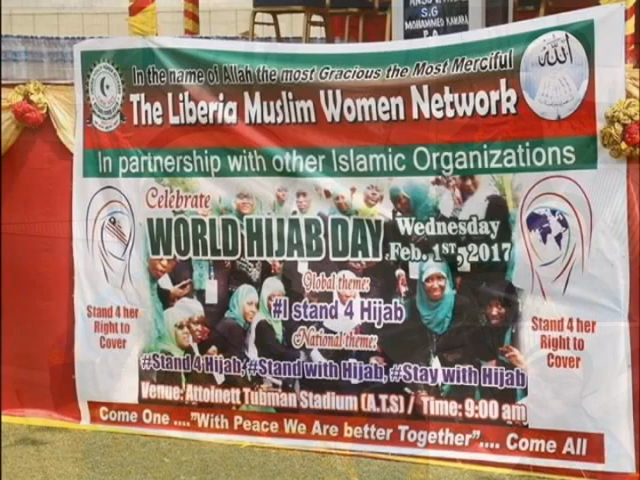 S.G
MOHAMMED KAMARA
P.A
In the name of Allah the most Gracious the Most Merciful
The Liberia Muslim Women Network
In partnership with other Islamic Organizations
Celebrate
WORLD HIJAB DAY
Wednesday
Feb. 1ST, 2017
Global theme:
#I stand 4 Hijab
National theme:
#Stand 4 Hijab, #Stand with Hijab, #Stay with Hijab
Stand 4 her
Right to
Cover
Stand 4 her
Right to
Cover
Venue: Attoinett Tubman Stadium (A.T.S) / Time: 9:00 am
Come One ...."With Peace We Are better Together".... Come All